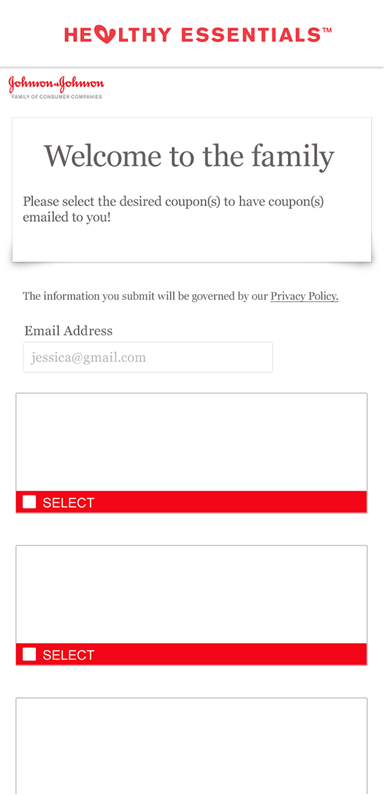 HEALTHY ESSENTIALS™
Johnson & Johnson
FAMILY OF CONSUMER COMPANIES
Welcome to the family
Please select the desired coupon(s) to have coupon(s)
emailed to you!
The information you submit will be governed by our Privacy Policy.
Email Address
jessica@gmail.com
SELECT
SELECT